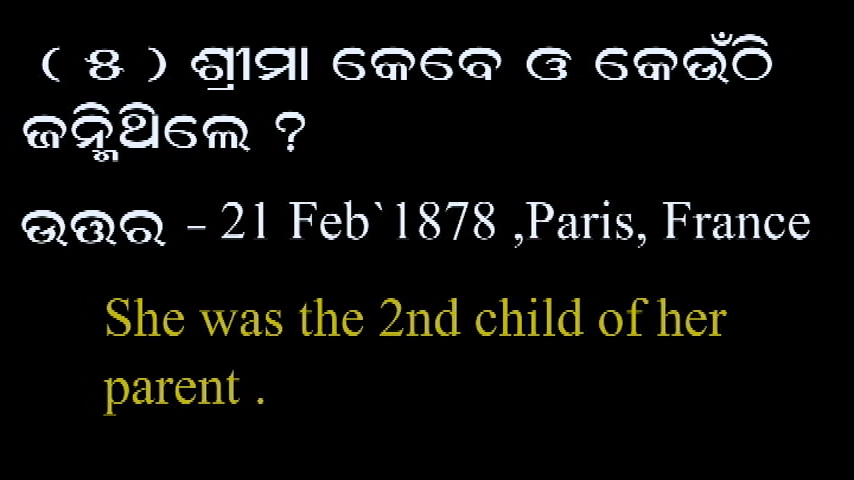 ( ୫ ) ଶ୍ରୀମା କେବେ ଓ କେଉଁଠି
ଜନ୍ମିଥିଲେ ?
ଉତ୍ତର - 21 Feb`1878 ,Paris, France
She was the 2nd child of her
parent .